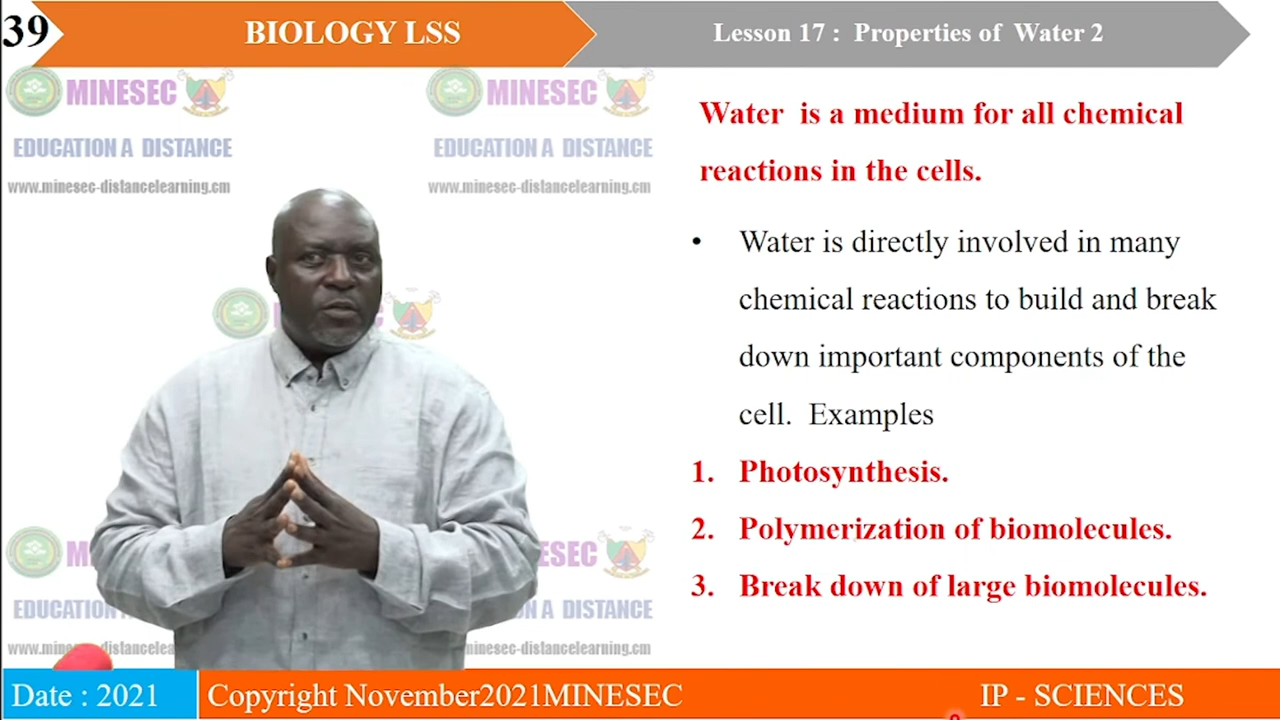 39
BIOLOGY LSS
Lesson 17 : Properties of Water 2
MINESEC
MINESEC
EDUCATION A DISTANCE
EDUCATION A DISTANCE
www.minesec-distancelearning.cm
www.minesec-distancelearning.cm
Water is a medium for all chemical
reactions in the cells.
• Water is directly involved in many
chemical reactions to build and break
down important components of the
cell. Examples
1. Photosynthesis.
2. Polymerization of biomolecules.
3. Break down of large biomolecules.
Date : 2021
Copyright November2021MINESEC
IP - SCIENCES